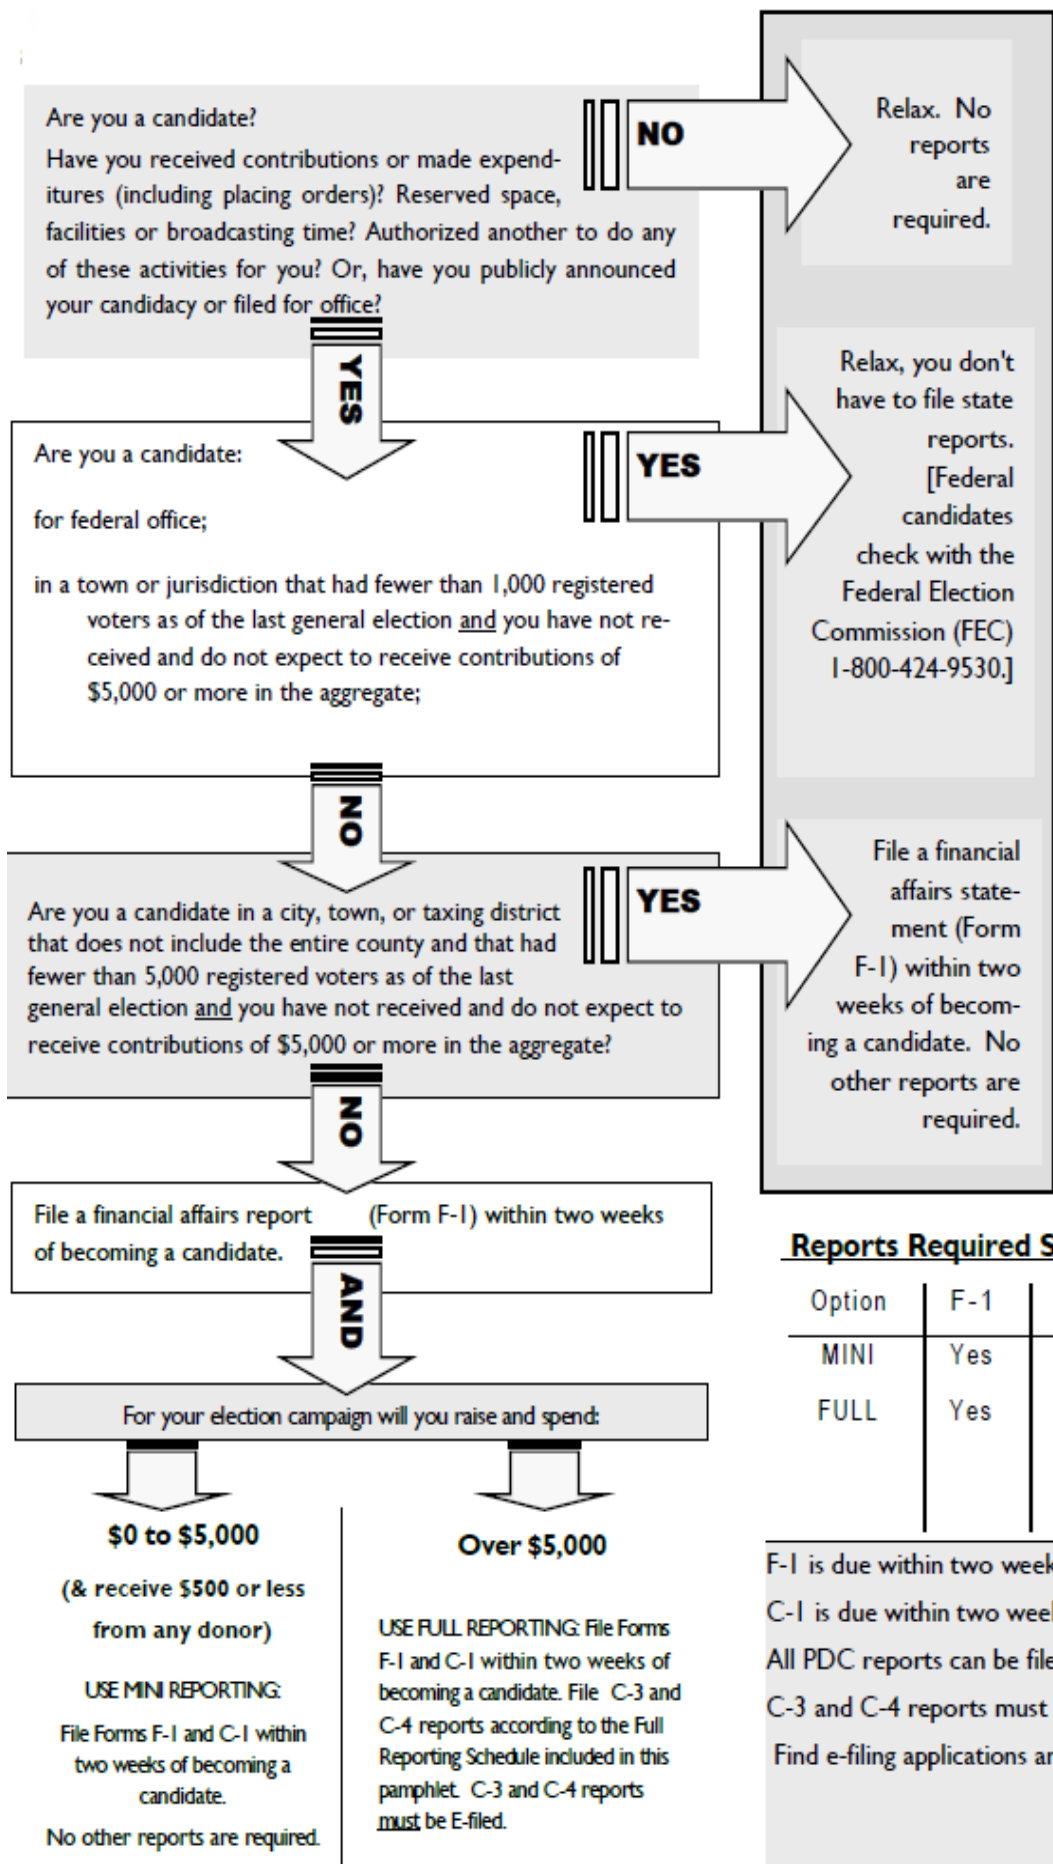 Are you a candidate?
Have you received contributions or made expend-
itures (including placing orders)? Reserved space,
facilities or broadcasting time? Authorized another to do any
of these activities for you? Or, have you publicly announced
your candidacy or filed for office?
NO
Relax. No
reports
are
required.
YES
Are you a candidate:
for federal office;
in a town or jurisdiction that had fewer than 1,000 registered
voters as of the last general election and you have not re-
ceived and do not expect to receive contributions of
$5,000 or more in the aggregate;
YES
Relax, you don't
have to file state
reports.
[Federal
candidates
check with the
Federal Election
Commission (FEC)
1-800-424-9530.]
NO
Are you a candidate in a city, town, or taxing district
that does not include the entire county and that had
fewer than 5,000 registered voters as of the last
general election and you have not received and do not expect to
receive contributions of $5,000 or more in the aggregate?
YES
File a financial
affairs state-
ment (Form
F-1) within two
weeks of becom-
ing a candidate. No
other reports are
required.
NO
File a financial affairs report (Form F-1) within two weeks
of becoming a candidate.
AND
For your election campaign will you raise and spend:
$0 to $5,000
(& receive $500 or less
from any donor)
USE MINI REPORTING:
File Forms F-1 and C-1 within
two weeks of becoming a
candidate.
No other reports are required.
Over $5,000
USE FULL REPORTING: File Forms
F-1 and C-1 within two weeks of
becoming a candidate. File C-3 and
C-4 reports according to the Full
Reporting Schedule included in this
pamphlet. C-3 and C-4 reports
must be E-filed.
Reports Required S
Option F-1
MINI Yes
FULL Yes
F-1 is due within two week
C-1 is due within two wee
All PDC reports can be file
C-3 and C-4 reports must
Find e-filing applications a